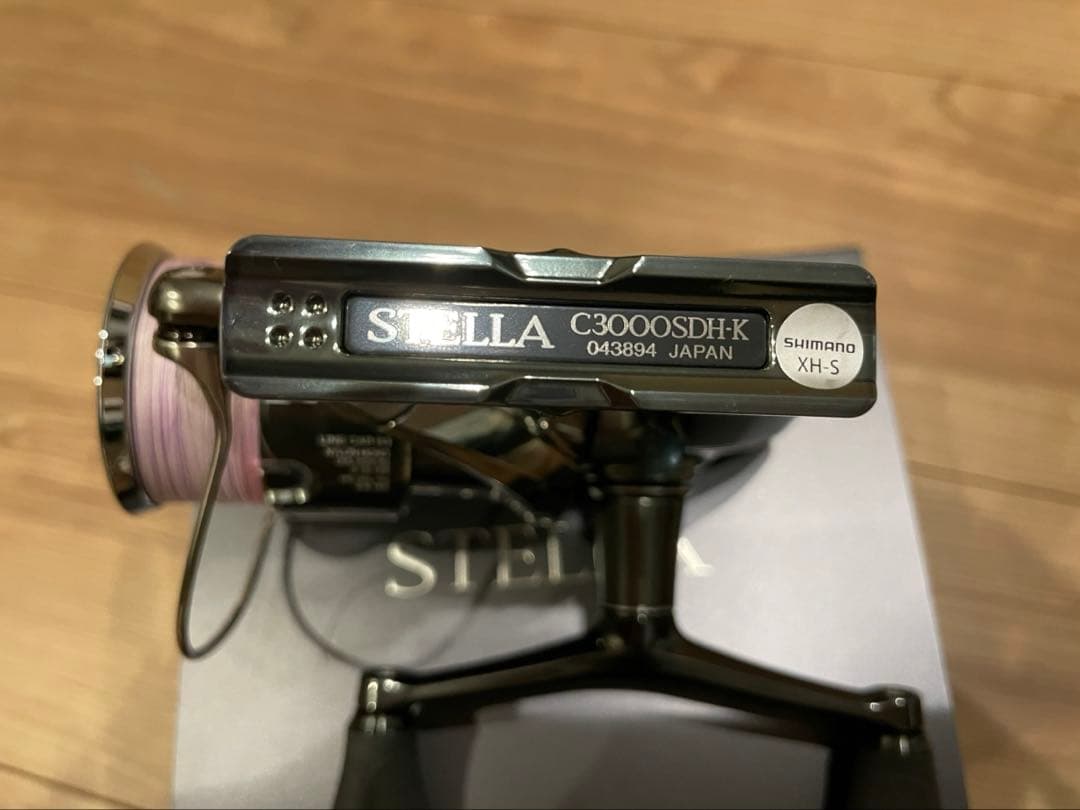 STELLA C3000SDH-K
043894 JAPAN
SHIMANO
XH-S
STELLA